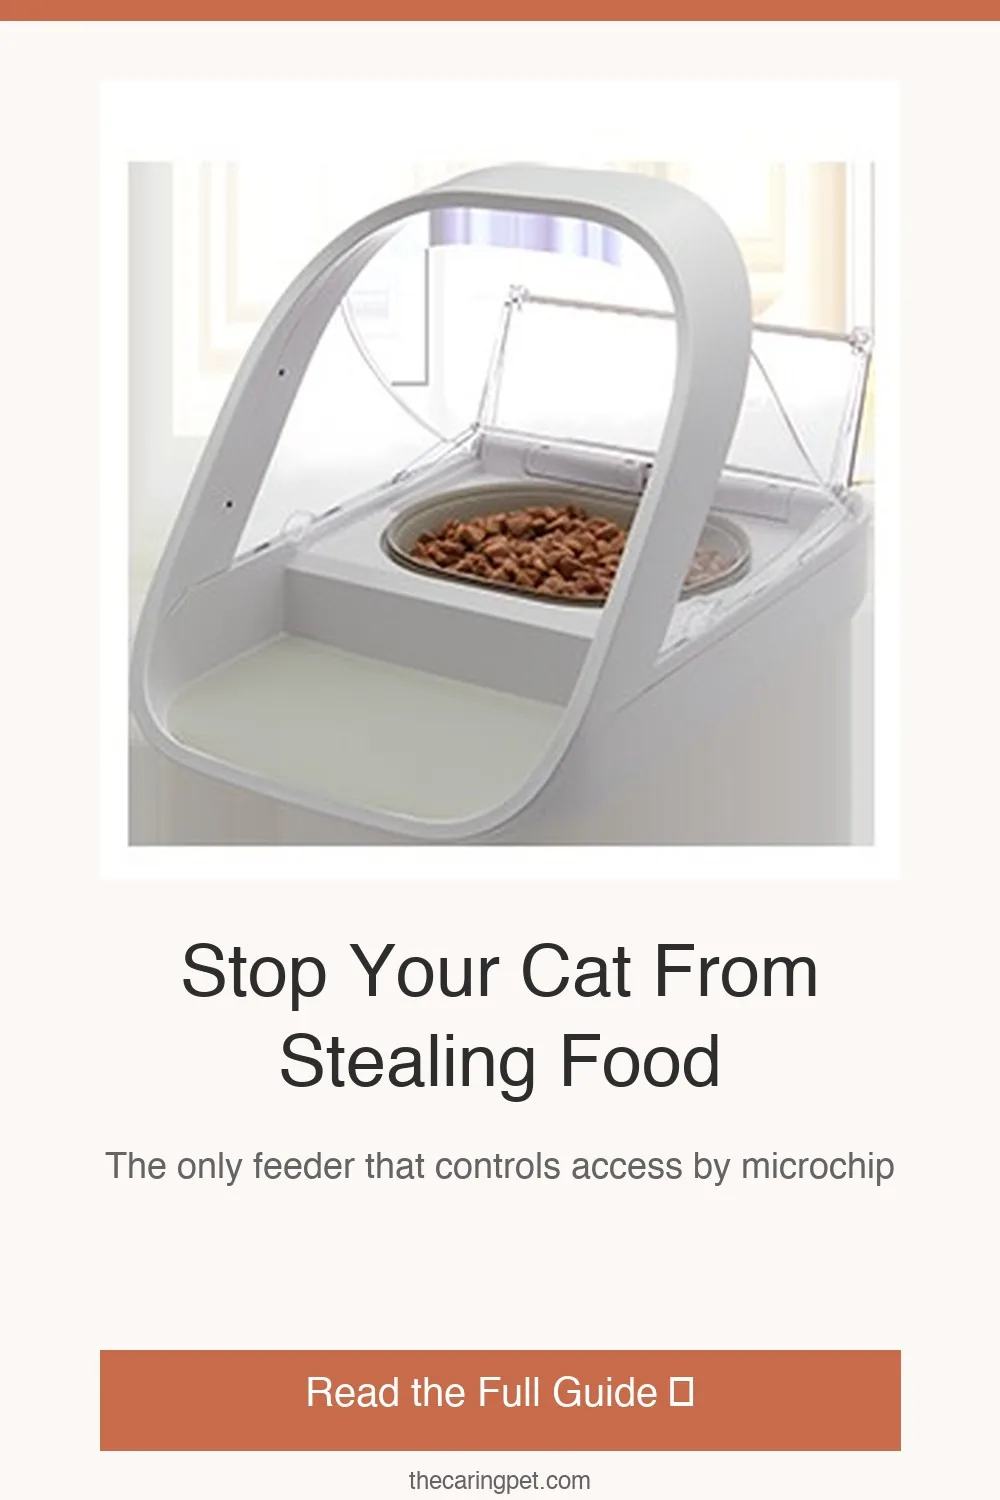 Stop Your Cat From
Stealing Food
The only feeder that controls access by microchip
Read the Full Guide □
thecaringpet.com